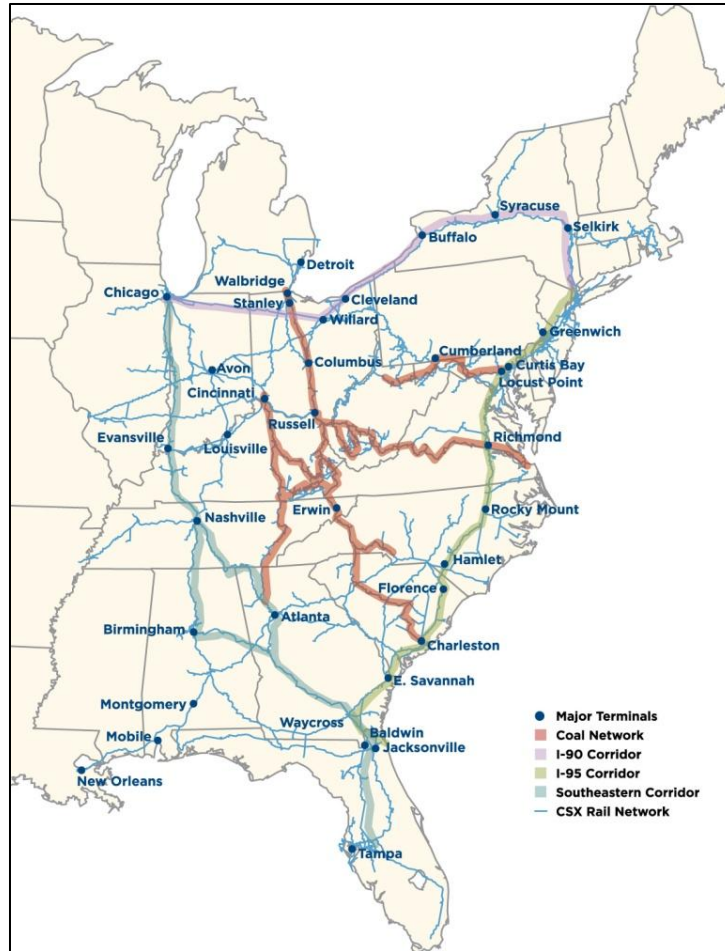 Syracuse
Selkirk
Buffalo
Detroit
Walbridge
Stanley
Chicago
Cleveland
Willard
Greenwich
Cumberland
Columbus
Curtis Bay
Locust Point
Avon
Cincinnati
Russell
Richmond
Evansville
Louisville
Erwin
Rocky Mount
Nashville
Hamlet
Florence
Atlanta
Birmingham
Charleston
E. Savannah
Montgomery
Waycross
Mobile
Baldwin
Jacksonville
New Orleans
Tampa
Major Terminals
Coal Network
I-90 Corridor
I-95 Corridor
Southeastern Corridor
CSX Rail Network